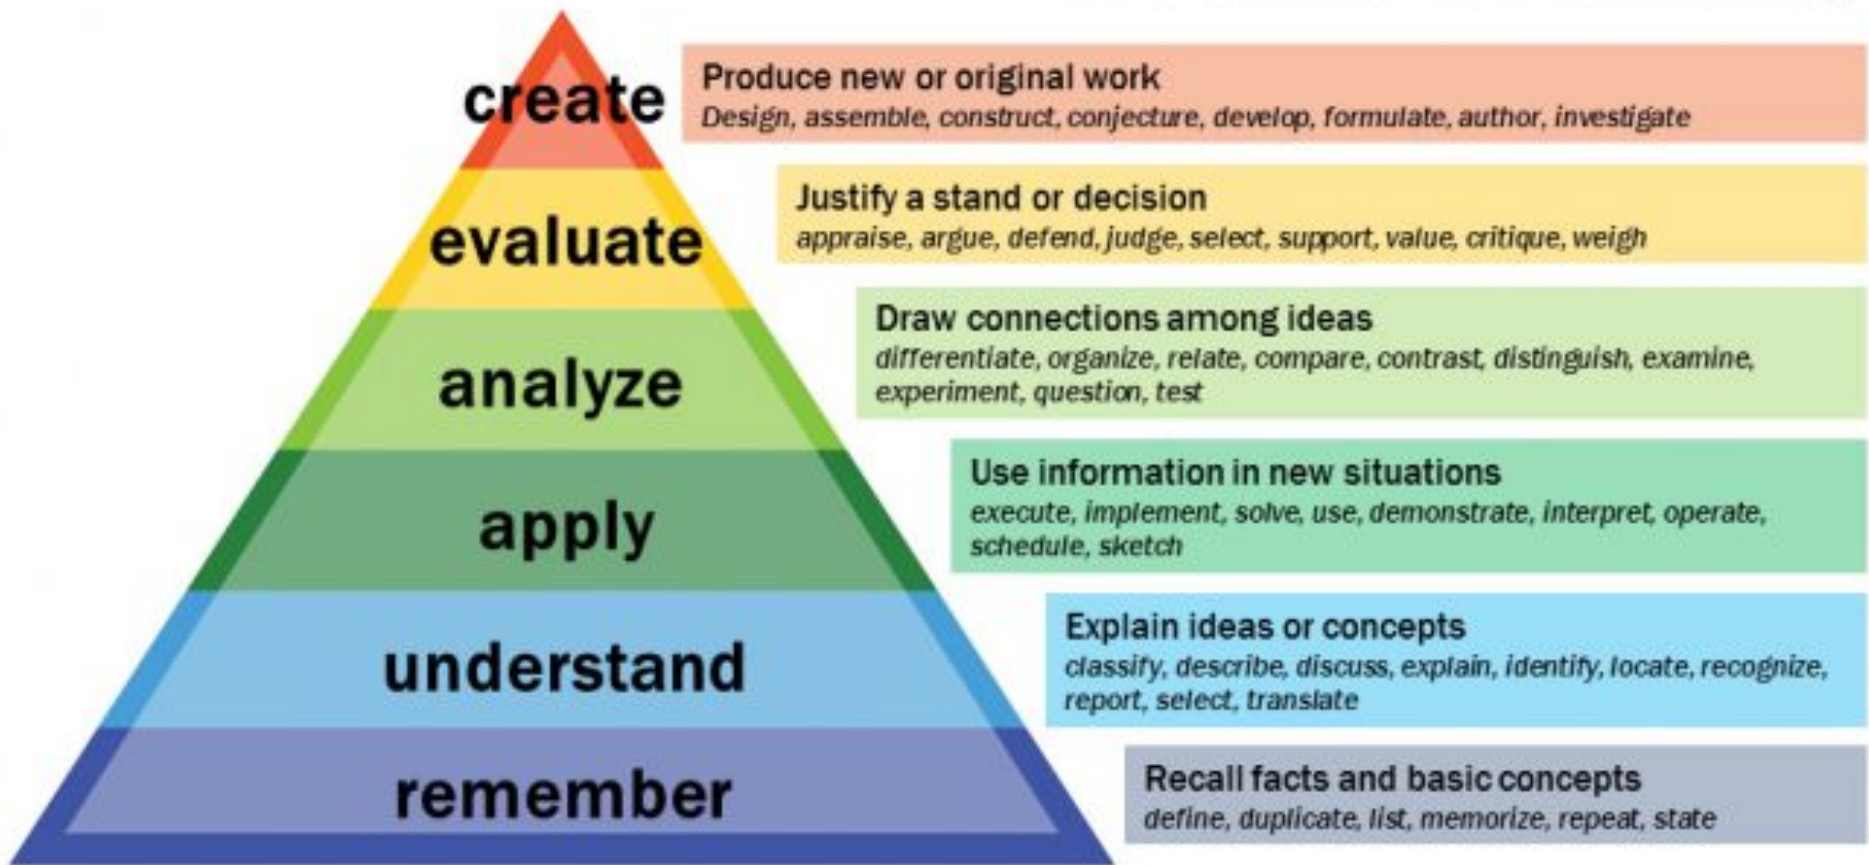 create
Produce new or original work
Design, assemble, construct, conjecture, develop, formulate, author, investigate
evaluate
Justify a stand or decision
appraise, argue, defend, judge, select, support, value, critique, weigh
analyze
Draw connections among ideas
differentiate, organize, relate, compare, contrast, distinguish, examine,
experiment, question, test
apply
Use information in new situations
execute, implement, solve, use, demonstrate, interpret, operate,
schedule, sketch
understand
Explain ideas or concepts
classify, describe, discuss, explain, identify, locate, recognize,
report, select, translate
remember
Recall facts and basic concepts
define, duplicate, list, memorize, repeat, state